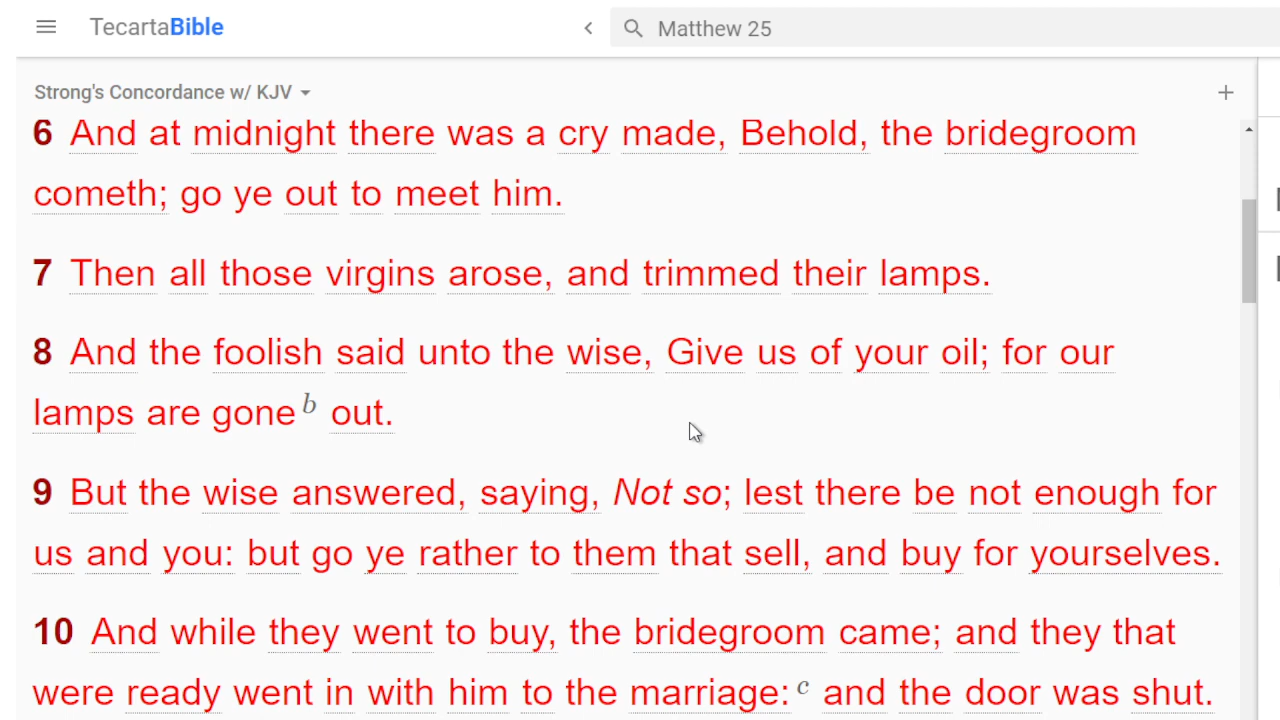 TecartaBible
Matthew 25
Strong's Concordance w/ KJV
6 And at midnight there was a cry made, Behold, the bridegroom
cometh; go ye out to meet him.
7 Then all those virgins arose, and trimmed their lamps.
8 And the foolish said unto the wise, Give us of your oil; for our
lamps are gone b out.
9 But the wise answered, saying, Not so; lest there be not enough for
us and you: but go ye rather to them that sell, and buy for yourselves.
10 And while they went to buy, the bridegroom came; and they that
were ready went in with him to the marriage: c and the door was shut.